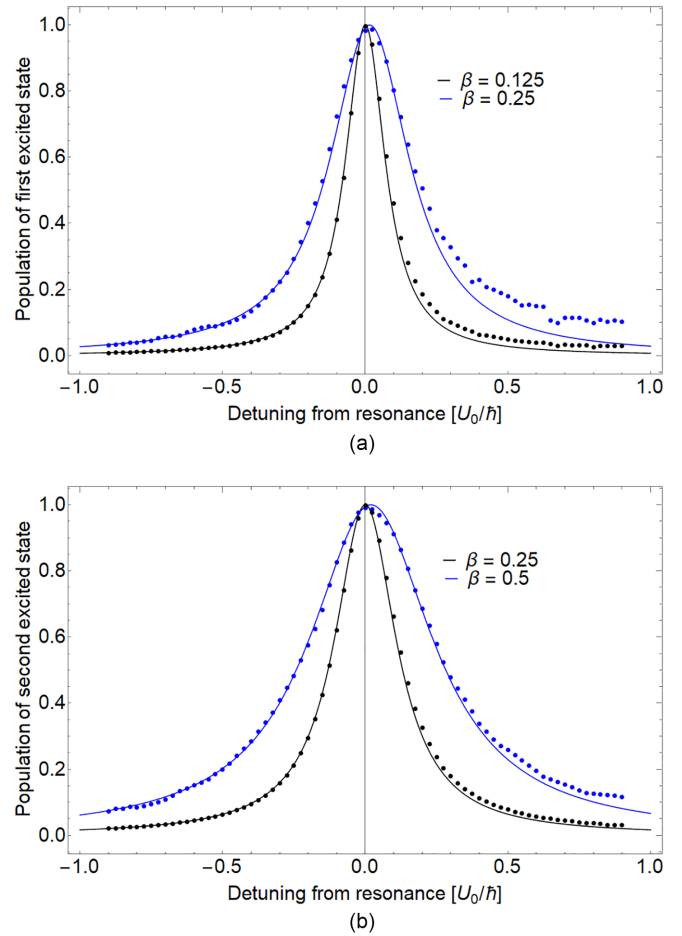 1.0
0.8
0.6
0.4
0.2
0.0
Population of first excited state
β = 0.125
β = 0.25
−1.0 −0.5 0.0 0.5 1.0
Detuning from resonance [U₀/ħ]
(a)
1.0
0.8
0.6
0.4
0.2
0.0
Population of second excited state
β = 0.25
β = 0.5
−1.0 −0.5 0.0 0.5 1.0
Detuning from resonance [U₀/ħ]
(b)